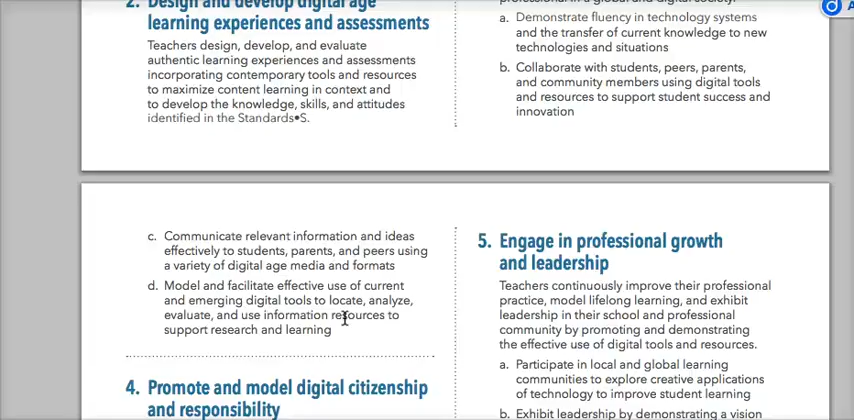 2. Design and develop digital age
learning experiences and assessments
Teachers design, develop, and evaluate
authentic learning experiences and assessments
incorporating contemporary tools and resources
to maximize content learning in context and
to develop the knowledge, skills, and attitudes
identified in the Standards•S.
professional in a global and digital society.
a. Demonstrate fluency in technology systems
and the transfer of current knowledge to new
technologies and situations
b. Collaborate with students, peers, parents,
and community members using digital tools
and resources to support student success and
innovation
c. Communicate relevant information and ideas
effectively to students, parents, and peers using
a variety of digital age media and formats
d. Model and facilitate effective use of current
and emerging digital tools to locate, analyze,
evaluate, and use information resources to
support research and learning
4. Promote and model digital citizenship
and responsibility
5. Engage in professional growth
and leadership
Teachers continuously improve their professional
practice, model lifelong learning, and exhibit
leadership in their school and professional
community by promoting and demonstrating
the effective use of digital tools and resources.
a. Participate in local and global learning
communities to explore creative applications
of technology to improve student learning
b. Exhibit leadership by demonstrating a vision